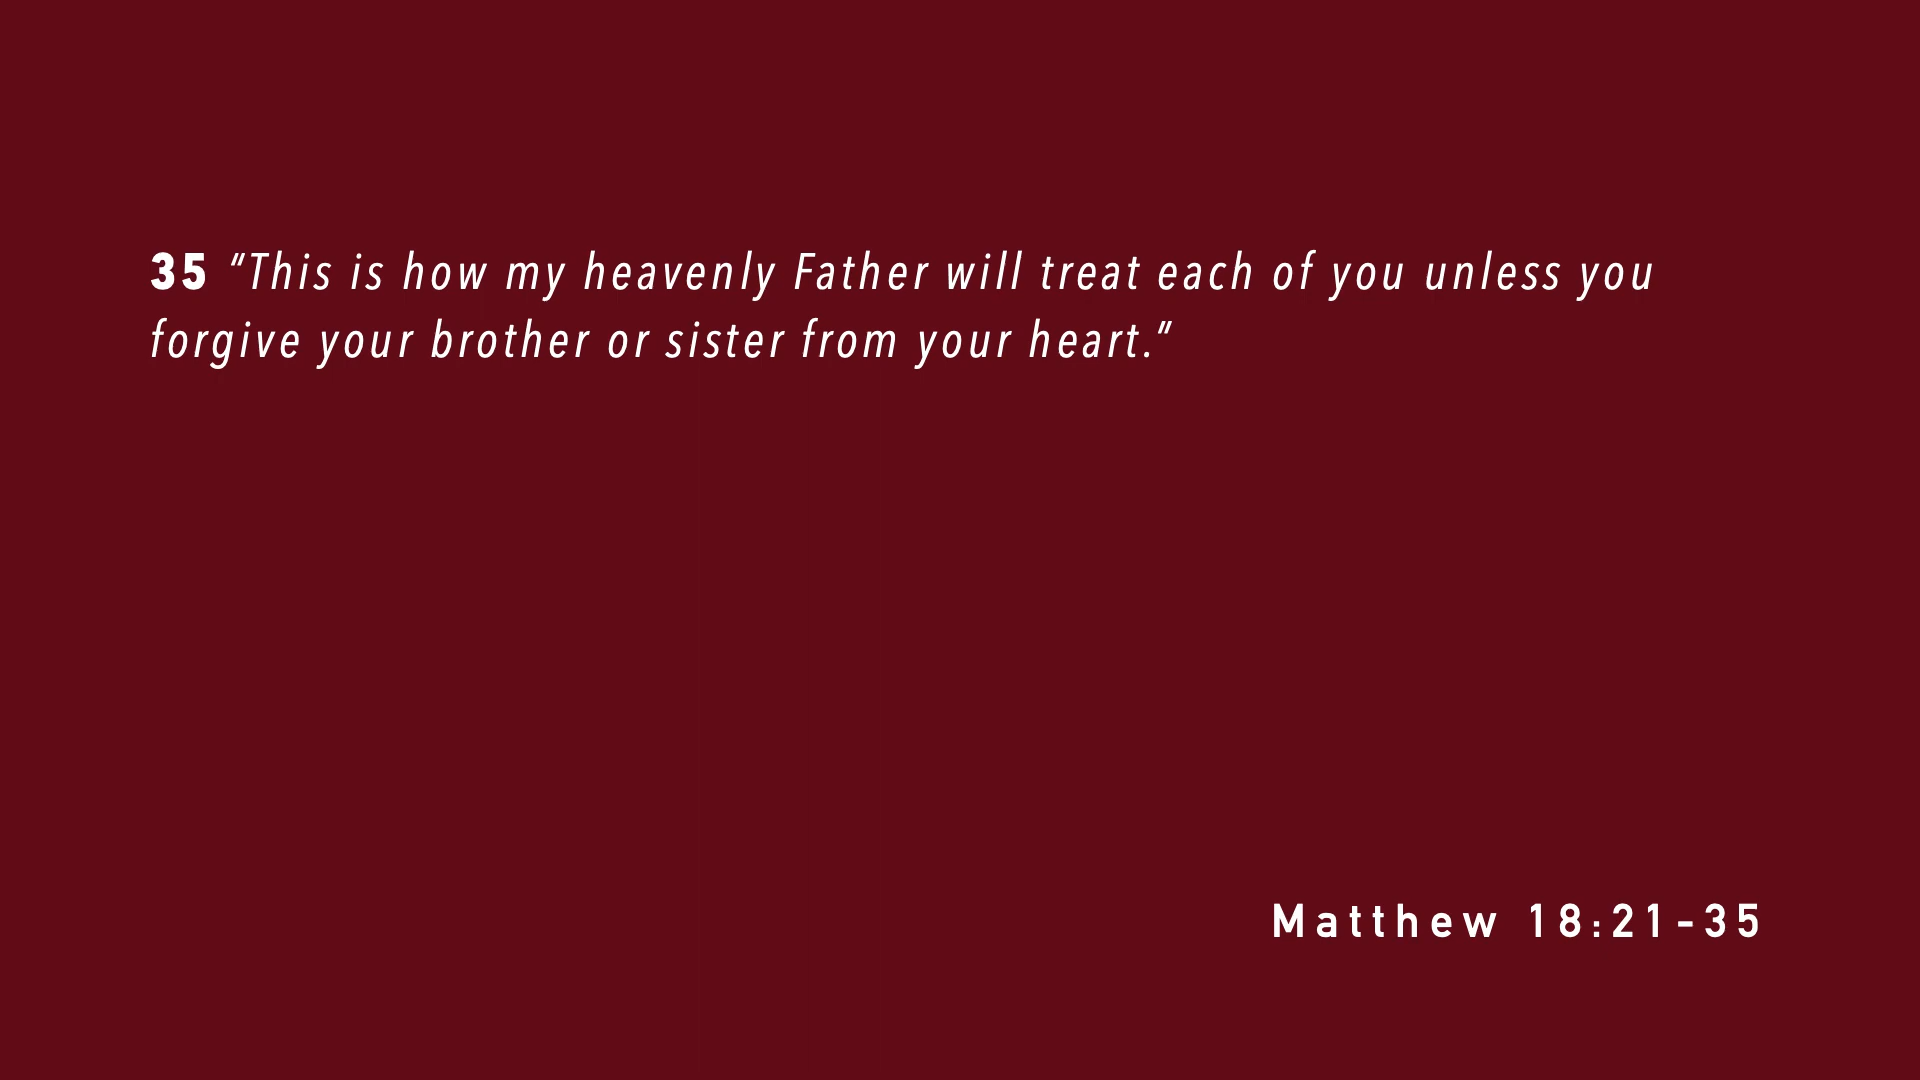 35 “This is how my heavenly Father will treat each of you unless you
forgive your brother or sister from your heart.”
Matthew 18:21-35